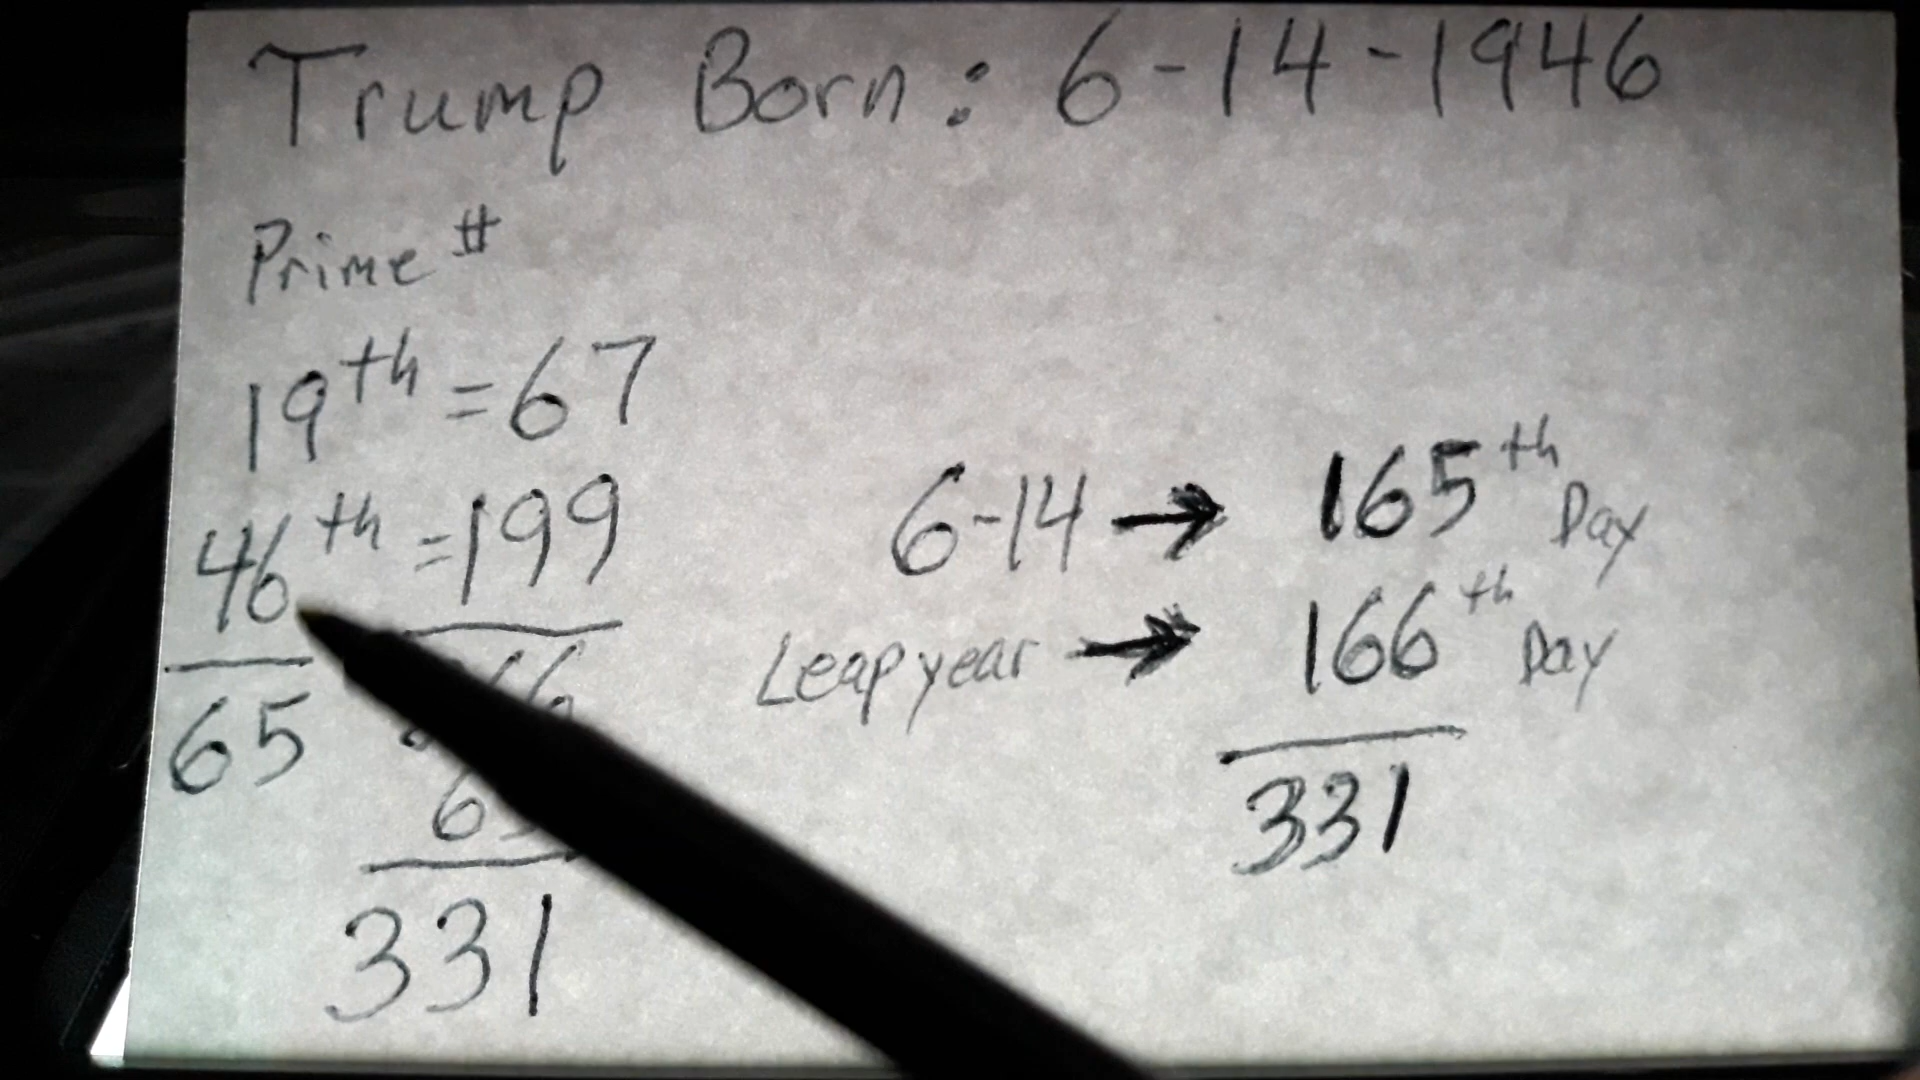 Trump Born: 6-14-1946
Prime #
19th = 67
46th = 199
65
331
6-14 → 165th Day
Leap year → 166th Day
331